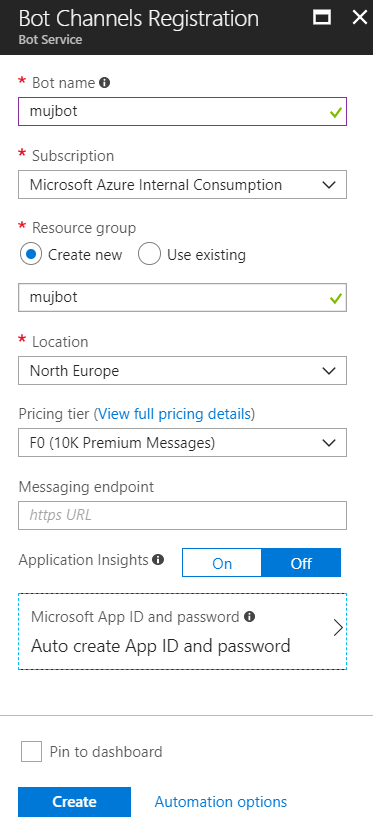 Bot Channels Registration
Bot Service
* Bot name
mujbot
* Subscription
Microsoft Azure Internal Consumption
* Resource group
Create new Use existing
mujbot
* Location
North Europe
Pricing tier (View full pricing details)
F0 (10K Premium Messages)
Messaging endpoint
https URL
Application Insights On Off
Microsoft App ID and password
Auto create App ID and password
Pin to dashboard
Create Automation options